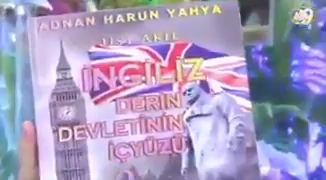 ADNAN HARUN YAHYA
ÜST AKIL
İNGİLİZ
DERİN
DEVLETİNİN
İÇYÜZÜ